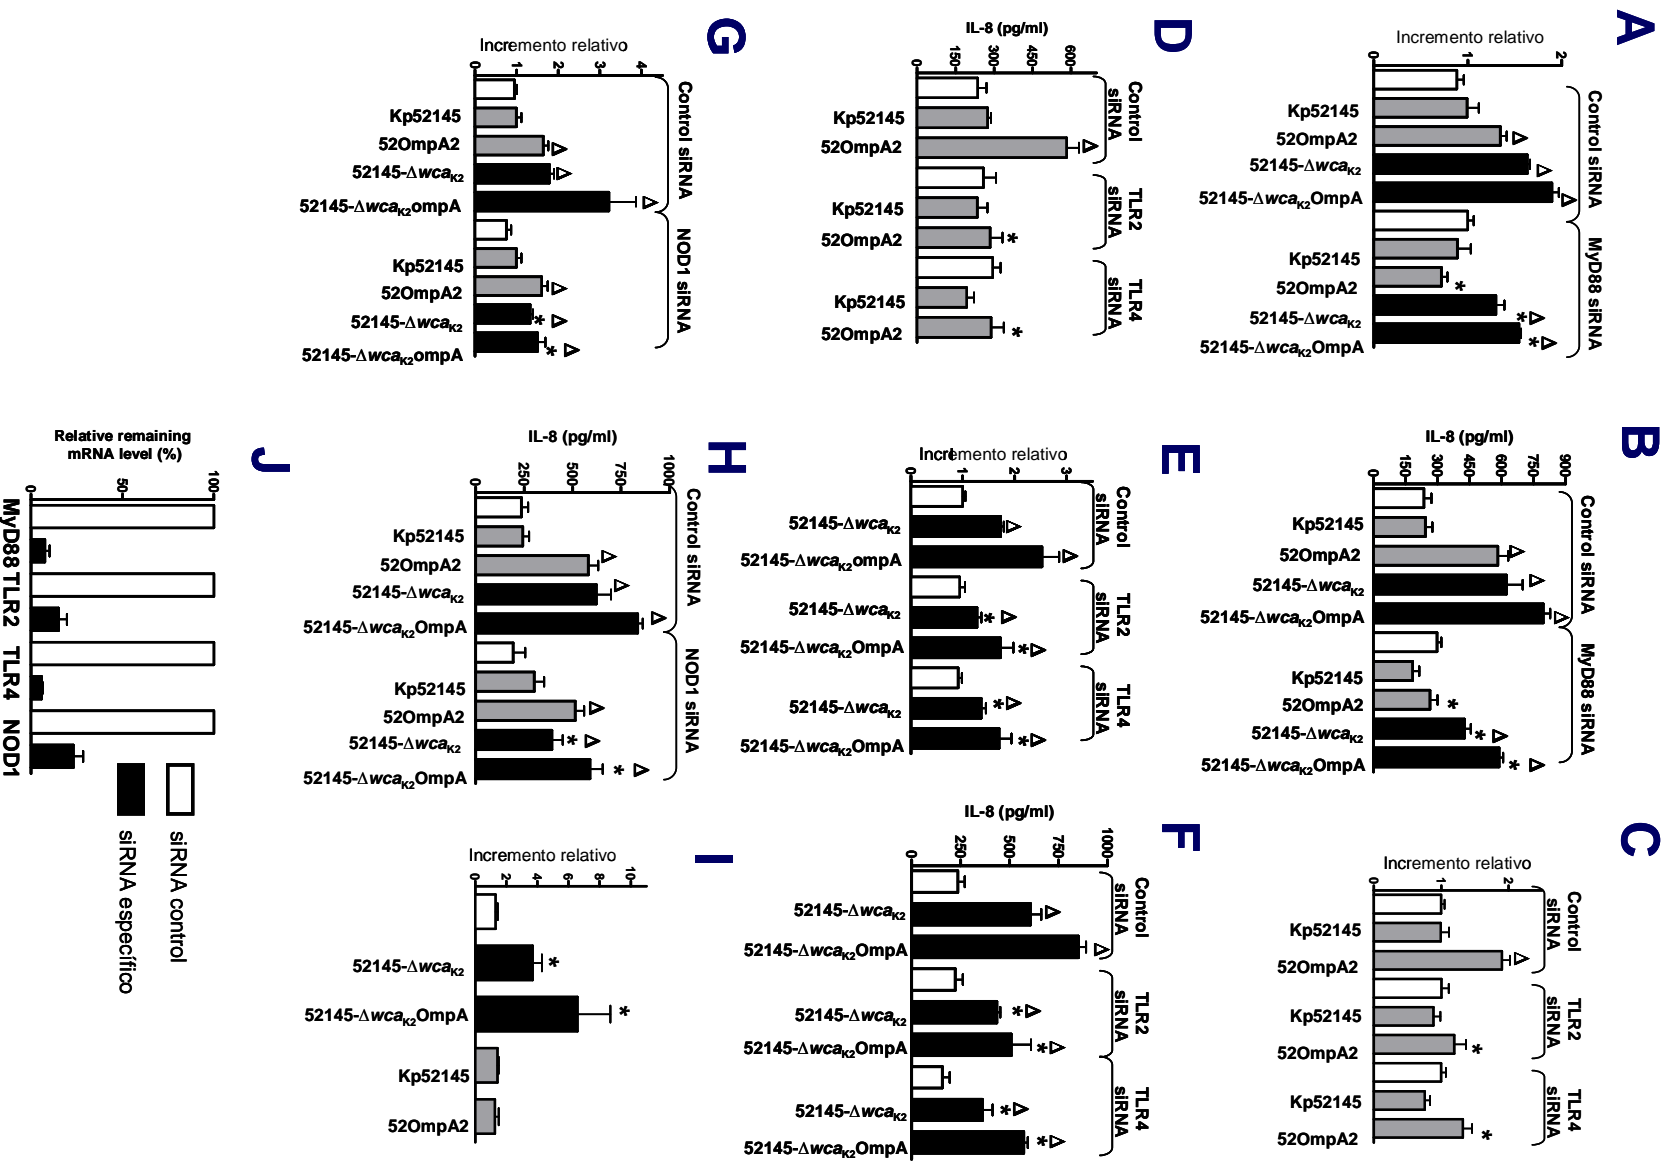 A
Incremento relativo
0
1
2
Control siRNA
MyD88 siRNA
Kp52145
52OmpA2
52145-ΔwcaK2
52145-ΔwcaK2OmpA
Kp52145
52OmpA2
52145-ΔwcaK2
52145-ΔwcaK2OmpA
B
IL-8 (pg/ml)
0
150
300
450
600
750
900
Control siRNA
MyD88 siRNA
Kp52145
52OmpA2
52145-ΔwcaK2
52145-ΔwcaK2OmpA
Kp52145
52OmpA2
52145-ΔwcaK2
52145-ΔwcaK2OmpA
C
Incremento relativo
0
1
2
Control
siRNA
TLR2
siRNA
TLR4
siRNA
Kp52145
52OmpA2
Kp52145
52OmpA2
Kp52145
52OmpA2
D
IL-8 (pg/ml)
0
150
300
450
600
Control
siRNA
TLR2
siRNA
TLR4
siRNA
Kp52145
52OmpA2
Kp52145
52OmpA2
Kp52145
52OmpA2
E
Incremento relativo
0
1
2
3
Control
siRNA
TLR2
siRNA
TLR4
siRNA
52145-ΔwcaK2
52145-ΔwcaK2ompA
52145-ΔwcaK2
52145-ΔwcaK2OmpA
52145-ΔwcaK2
52145-ΔwcaK2OmpA
F
IL-8 (pg/ml)
0
250
500
750
1000
Control
siRNA
TLR2
siRNA
TLR4
siRNA
52145-ΔwcaK2
52145-ΔwcaK2OmpA
52145-ΔwcaK2
52145-ΔwcaK2OmpA
52145-ΔwcaK2
52145-ΔwcaK2OmpA
G
Incremento relativo
0
1
2
3
4
Control siRNA
NOD1 siRNA
Kp52145
52OmpA2
52145-ΔwcaK2
52145-ΔwcaK2ompA
Kp52145
52OmpA2
52145-ΔwcaK2
52145-ΔwcaK2ompA
H
IL-8 (pg/ml)
0
250
500
750
1000
Control siRNA
NOD1 siRNA
Kp52145
52OmpA2
52145-ΔwcaK2
52145-ΔwcaK2OmpA
Kp52145
52OmpA2
52145-ΔwcaK2
52145-ΔwcaK2OmpA
I
Incremento relativo
0
2
4
6
8
10
52145-ΔwcaK2
52145-ΔwcaK2OmpA
Kp52145
52OmpA2
J
Relative remaining
mRNA level (%)
0
50
100
MyD88 TLR2 TLR4 NOD1
siRNA control
siRNA específico